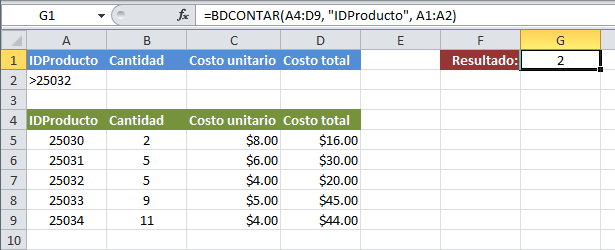 G1 fx =BDCONTAR(A4:D9, "IDProducto", A1:A2)
A B C D E F G
1 IDProducto Cantidad Costo unitario Costo total Resultado: 2
2 >25032
3
4 IDProducto Cantidad Costo unitario Costo total
5 25030 2 $8.00 $16.00
6 25031 5 $6.00 $30.00
7 25032 5 $4.00 $20.00
8 25033 9 $5.00 $45.00
9 25034 11 $4.00 $44.00
10